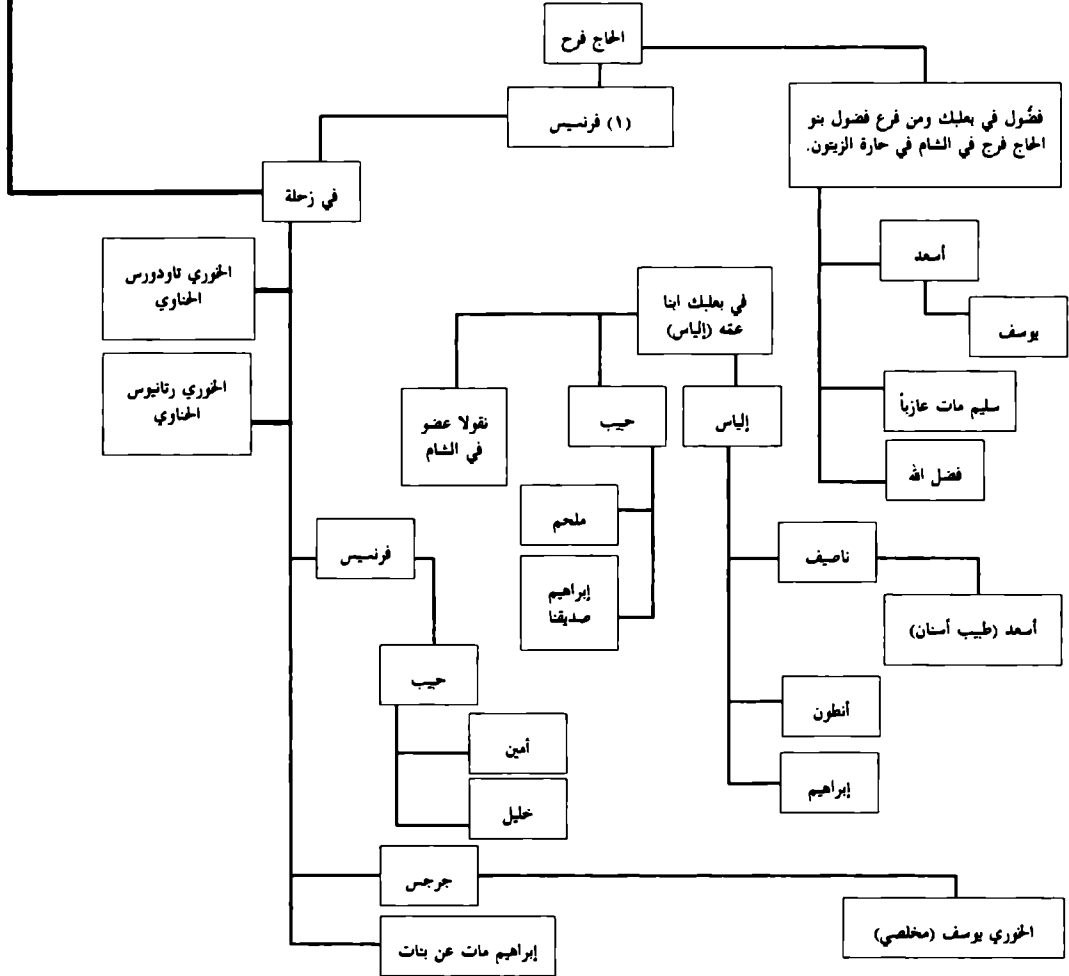 الحاج فرح
(١) فرنسيس
فضُّول في بعلبك ومن فرع فضول بنو
الحاج فرج في الشام في حارة الزيتون.
في زحلة
أسعد
يوسف
سليم مات عازباً
فضل الله
الخوري تاودورس
الحناوي
الخوري رتانيوس
الحناوي
في بعلبك ابنا
عمه (إلياس)
إلياس
حبيب
نقولا عضو
في الشام
ملحم
إبراهيم
صديقنا
ناصيف
أسعد (طبيب أسنان)
أنطون
إبراهيم
فرنسيس
حبيب
أمين
خليل
جرجس
الخوري يوسف (مخلصي)
إبراهيم مات عن بنات